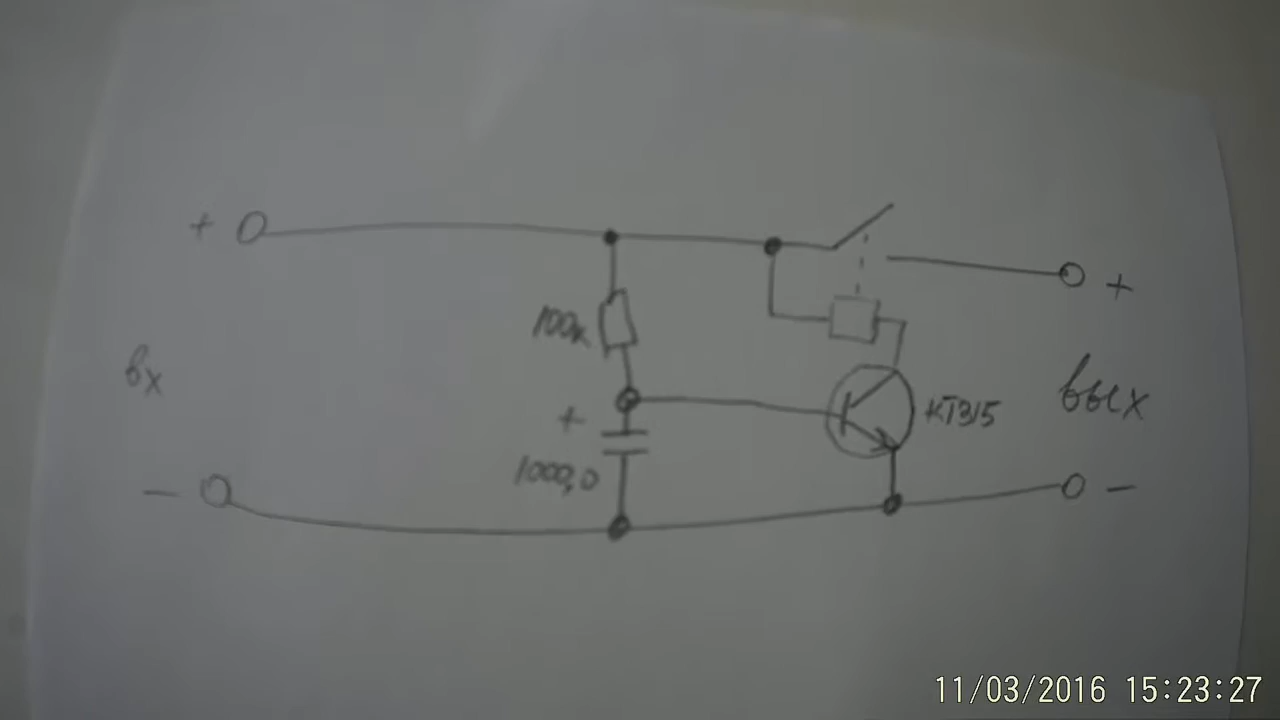 +
+
100к
вх
+
вых
КТ315
1000,0
-
-
11/03/2016 15:23:27